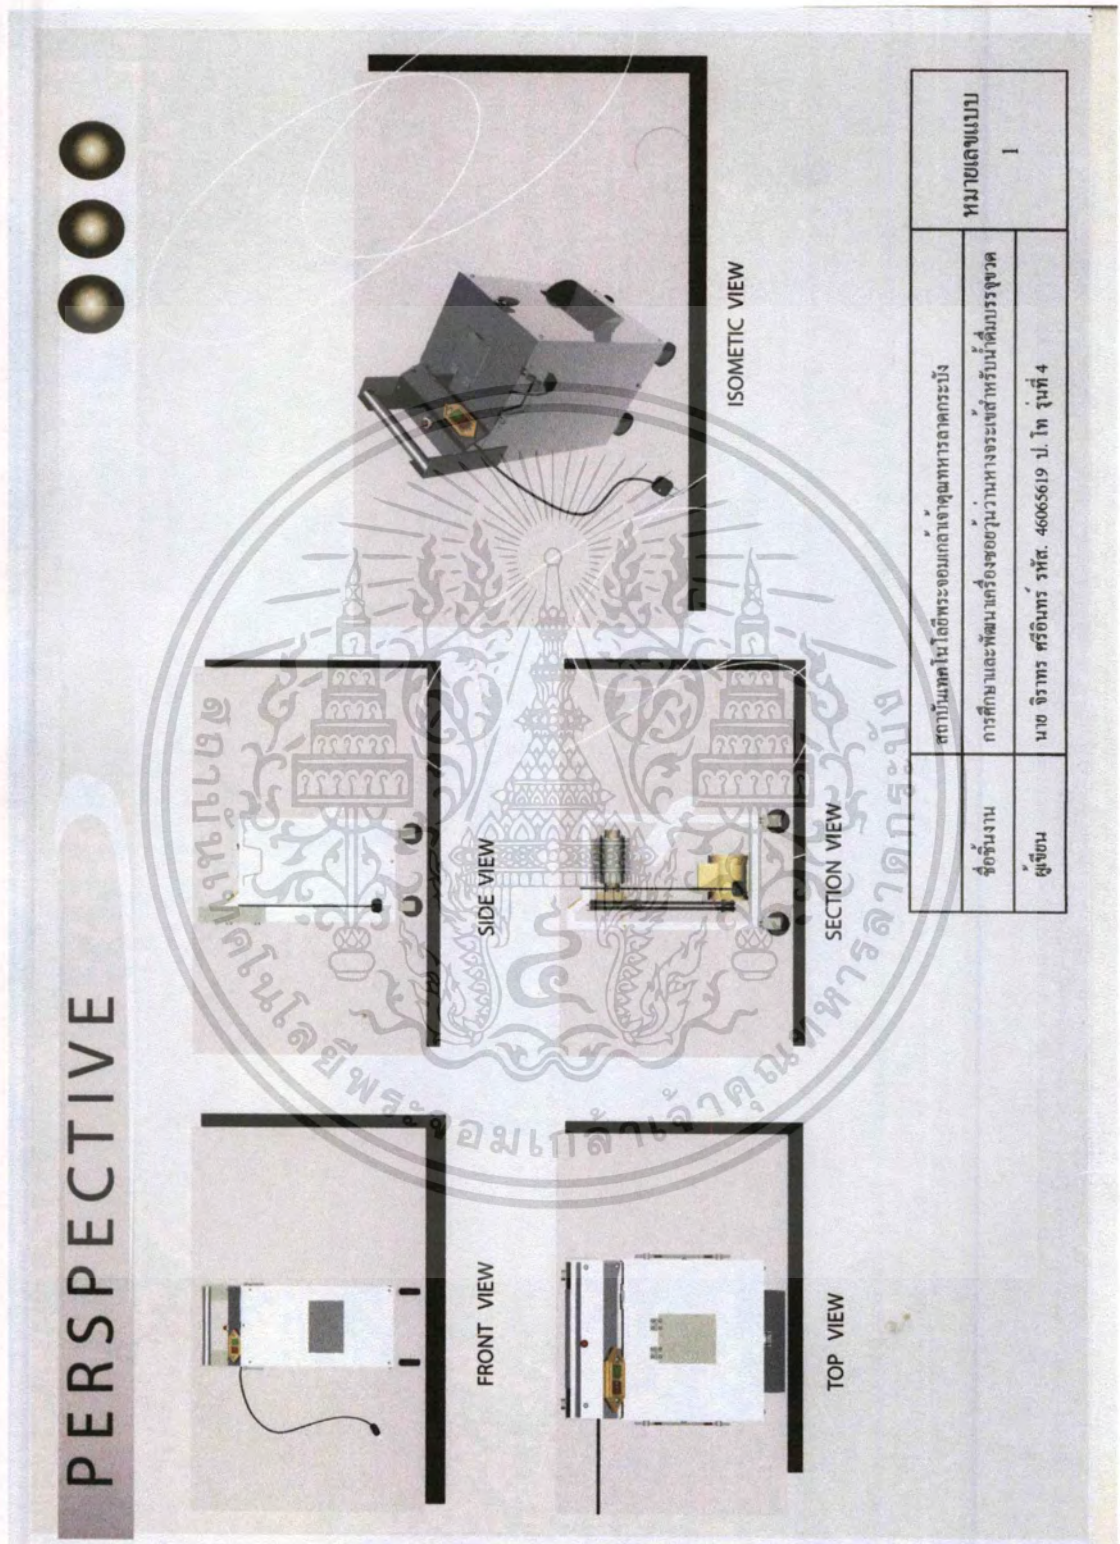 PERSPECTIVE
FRONT VIEW
SIDE VIEW
ISOMETIC VIEW
TOP VIEW
SECTION VIEW
สถาบันเทคโนโลยีพระจอมเกล้าเจ้าคุณทหารลาดกระบัง
หมายเลขแบบ
ชื่อชิ้นงาน การศึกษาและพัฒนาเครื่องซอยวุ้นว่านหางจระเข้สำหรับน้ำดื่มบรรจุขวด
1
ผู้เขียน นาย จิราทร ศรีอินทร์ รหัส. 46065619 ป. โท รุ่นที่ 4